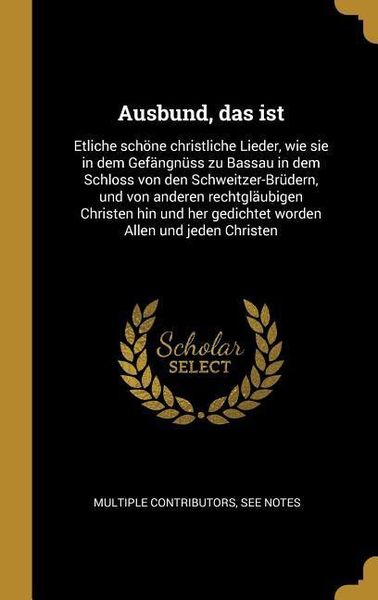 Ausbund, das ist
Etliche schöne christliche Lieder, wie sie
in dem Gefängnüss zu Bassau in dem
Schloss von den Schweitzer-Brüdern,
und von anderen rechtgläubigen
Christen hin und her gedichtet worden
Allen und jeden Christen
Scholar
SELECT
MULTIPLE CONTRIBUTORS, SEE NOTES